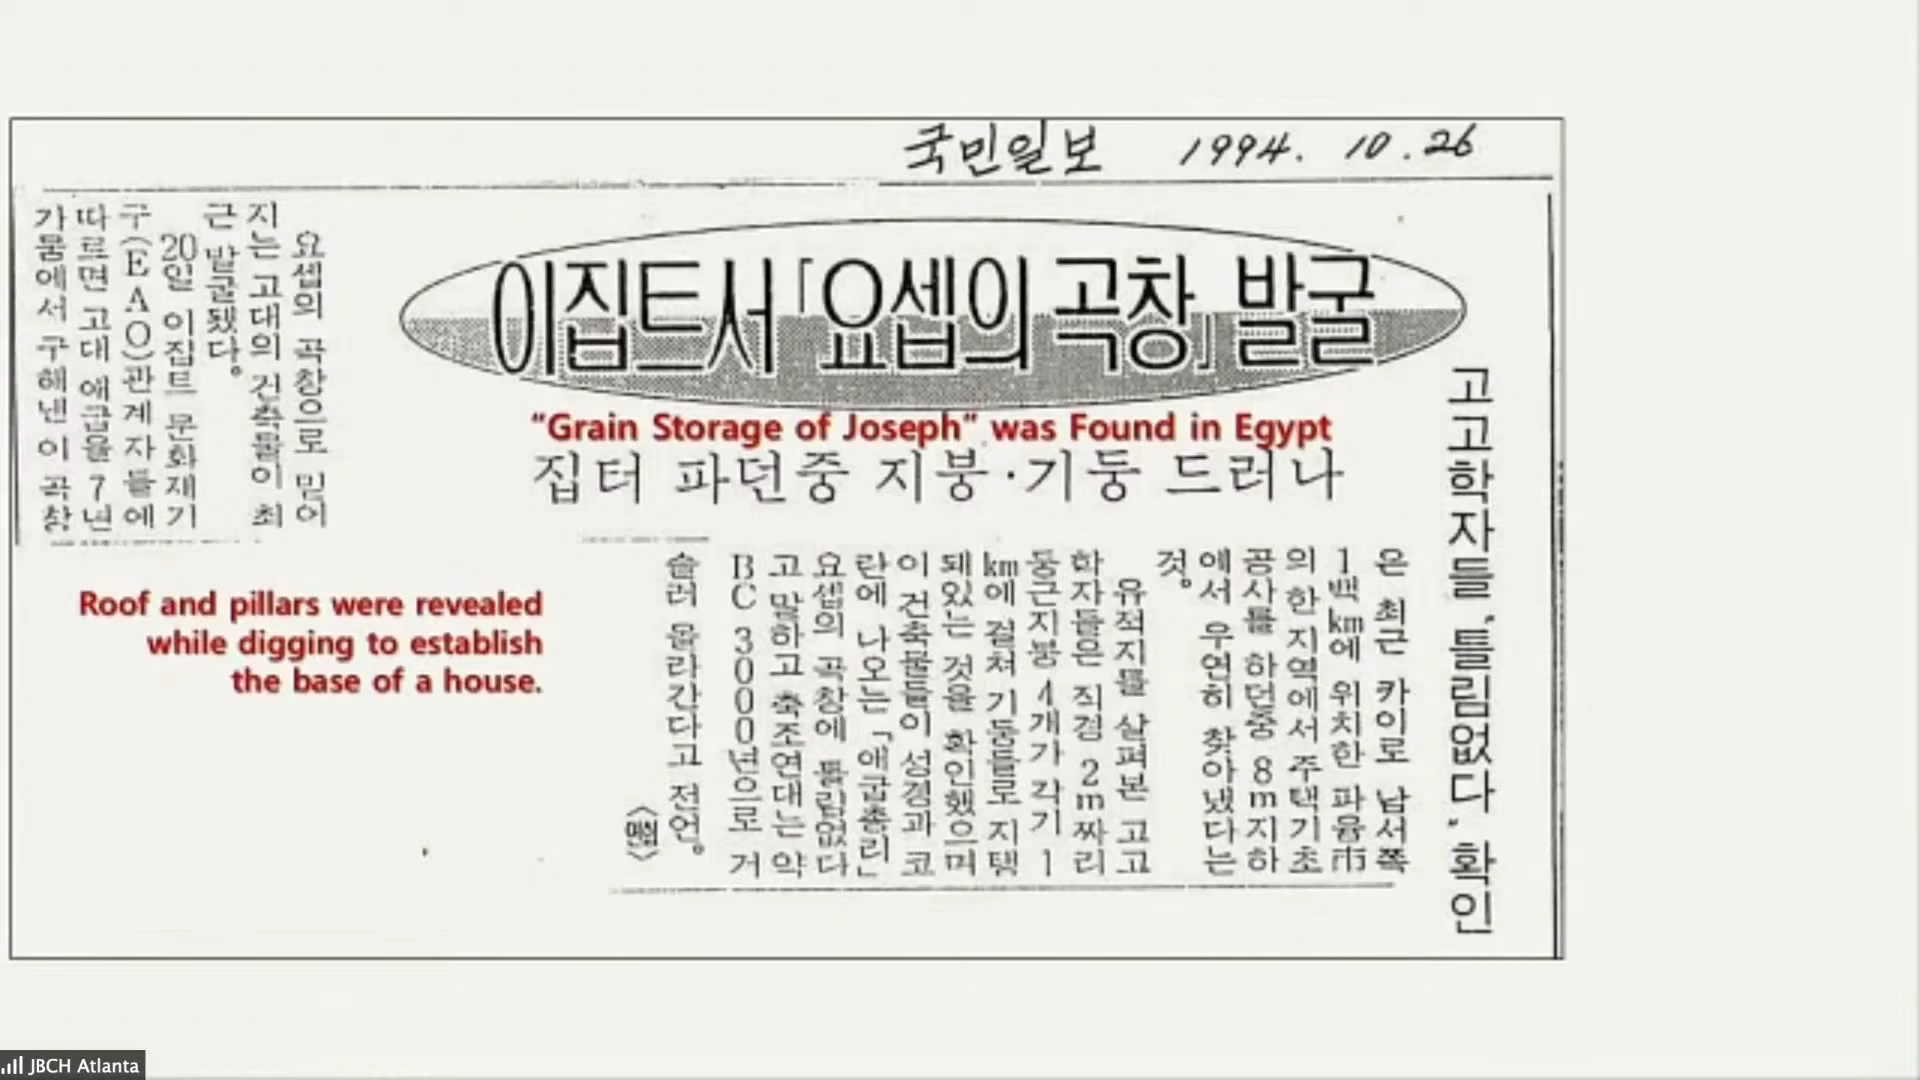 국민일보 1994. 10. 26
이집트서 「요셉의 곡창」 발굴
"Grain Storage of Joseph" was Found in Egypt
집터 파던중 지붕·기둥 드러나
고고학자들 "틀림없다" 확인
Roof and pillars were revealed
while digging to establish
the base of a house.
요셉의 곡창으로 믿어
지는 고대의 건축물이 최
근 발굴됐다.
20일 이집트 문화재기
구(EAO)관계자들에
따르면 고대 애급을 7년
가뭄에서 구해낸 이 곡창
은 최근 카이로 남서쪽
1백km에 위치한 파윰市
의 한 지역에서 주택기초
공사를 하던중 8m지하
에서 우연히 찾아냈다는
것.
유적지를 살펴본 고고
학자들은 직경 2m짜리
둥근지붕 4개가 각기 1
km에 걸쳐 기둥들로 지탱
돼있는 것을 확인했으며
이 건축물들이 성경과 코
란에 나오는 「애급총리」
요셉의 곡창에 틀림없다
고 말하고 축조연대는 약
BC 3000년으로 거
슬러 올라간다고 전언.
JBCH Atlanta